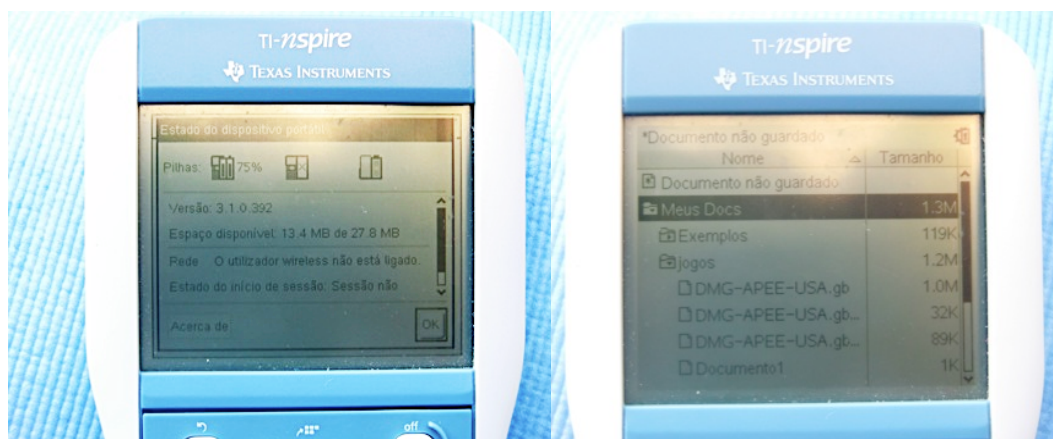 TI-nspire
TEXAS INSTRUMENTS
Estado do dispositivo portátil
Pilhas: 75%
Versão: 3.1.0.392
Espaço disponível: 13.4 MB de 27.8 MB
Rede O utilizador wireless não está ligado.
Estado do início de sessão: Sessão não
Acerca de
OK
off
TI-nspire
TEXAS INSTRUMENTS
*Documento não guardado
Nome Tamanho
Documento não guardado
Meus Docs 1.3M
Exemplos 119K
jogos 1.2M
DMG-APEE-USA.gb 1.0M
DMG-APEE-USA.gb... 32K
DMG-APEE-USA.gb... 89K
Documento1 1K